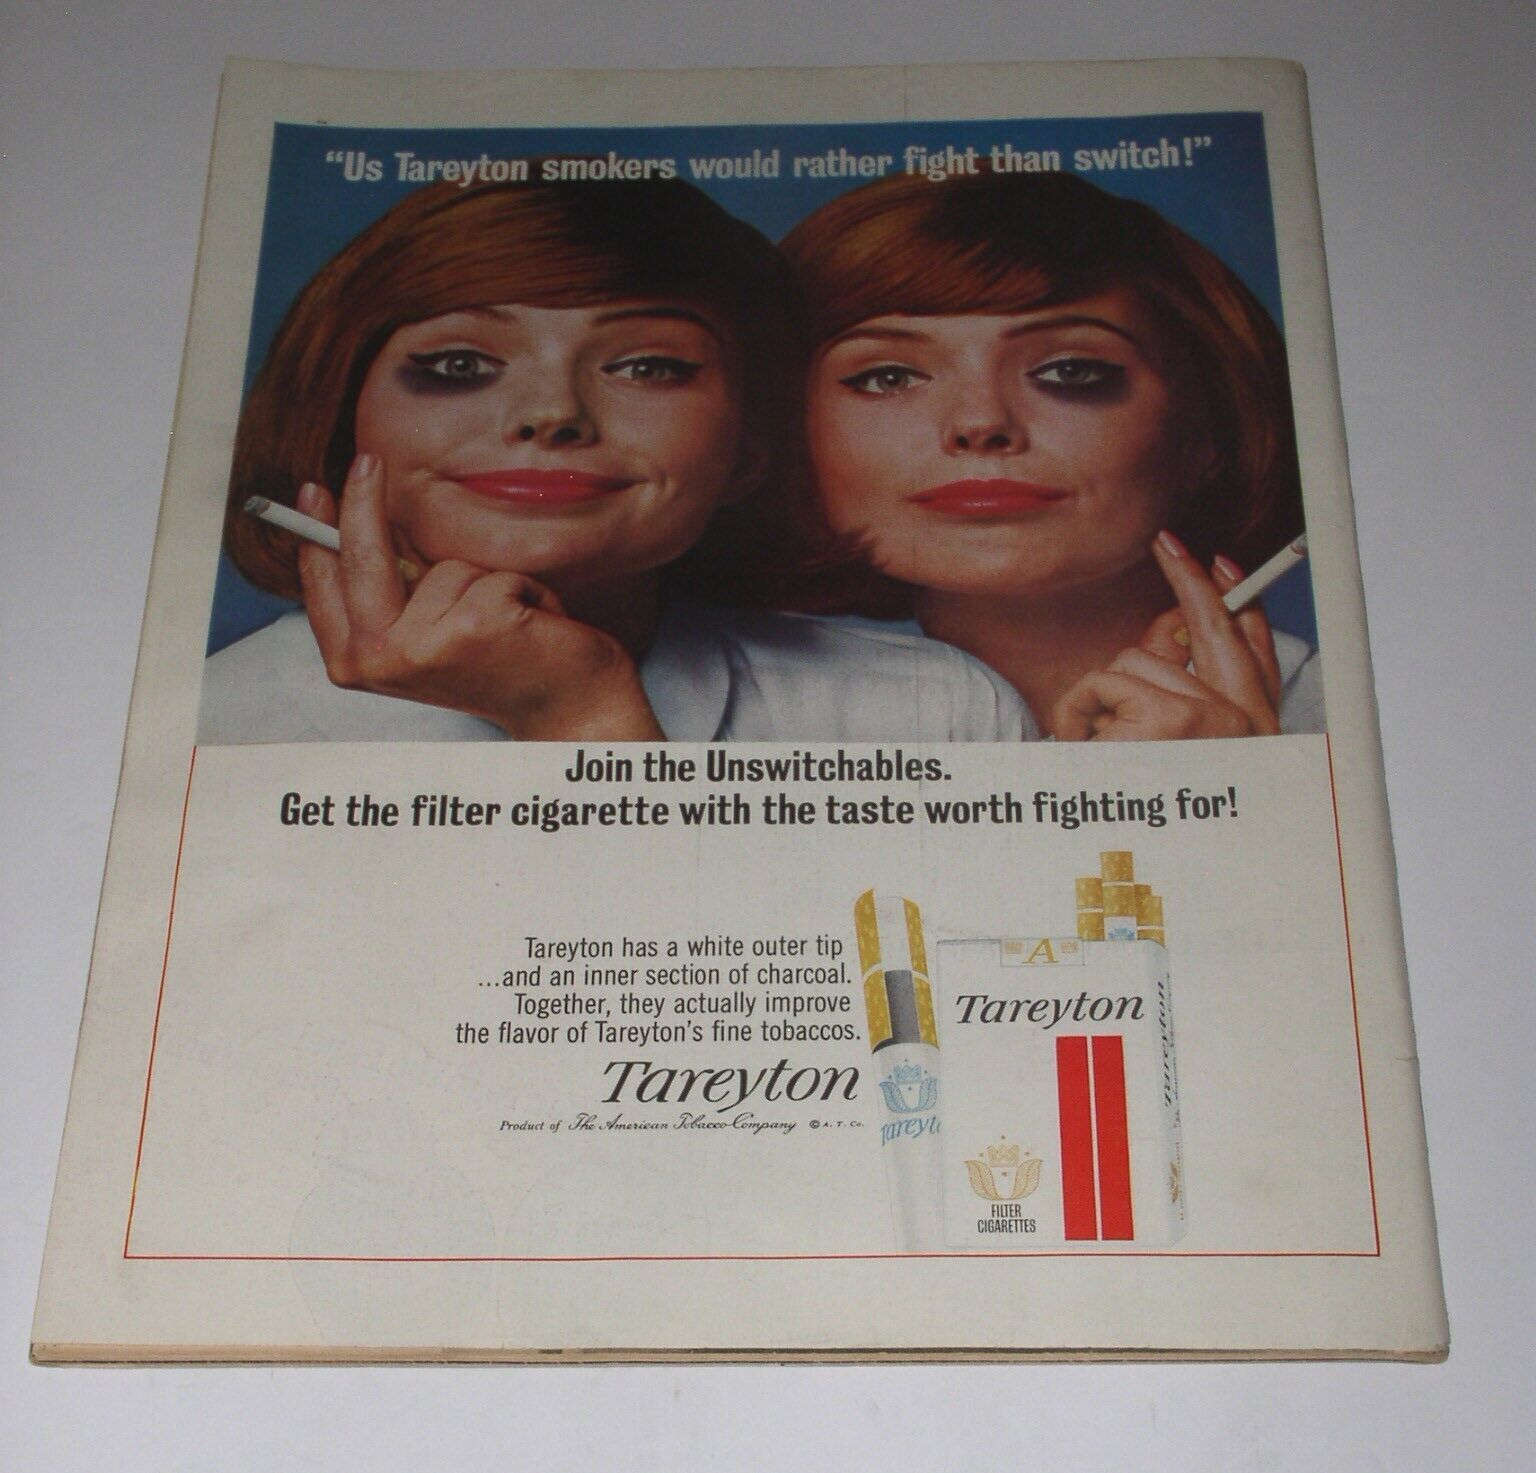 “Us Tareyton smokers would rather fight than switch!”
Join the Unswitchables.
Get the filter cigarette with the taste worth fighting for!
Tareyton has a white outer tip
...and an inner section of charcoal.
Together, they actually improve
the flavor of Tareyton's fine tobaccos.
Tareyton
Product of The American Tobacco Company © A. T. Co.
Tareyt
A
Tareyton
FILTER
CIGARETTES
Tareyton